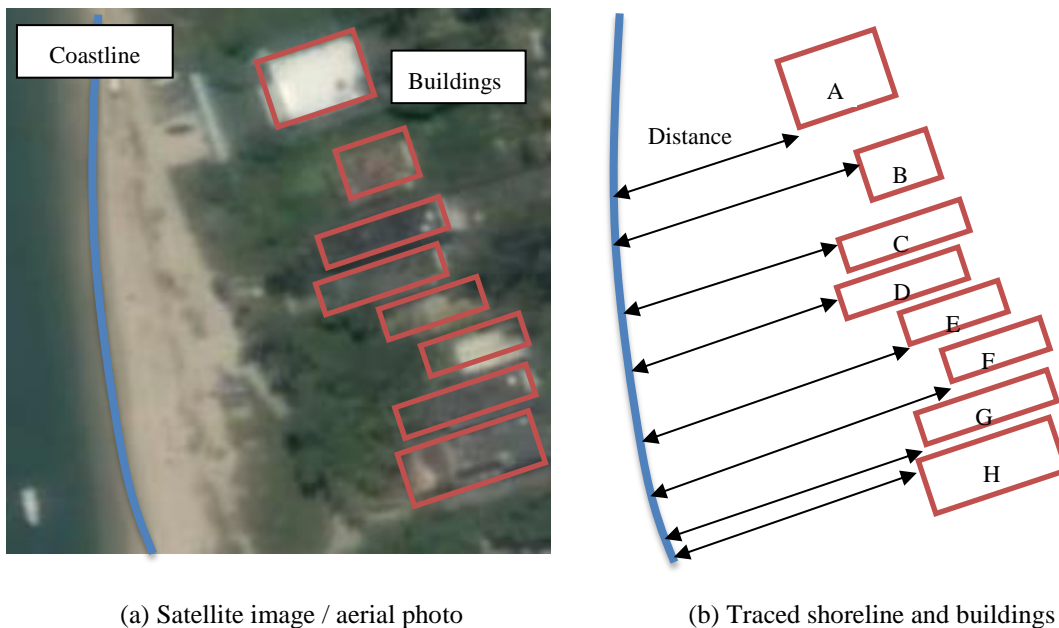 Coastline
Buildings
Distance
A
B
C
D
E
F
G
H
(a) Satellite image / aerial photo
(b) Traced shoreline and buildings